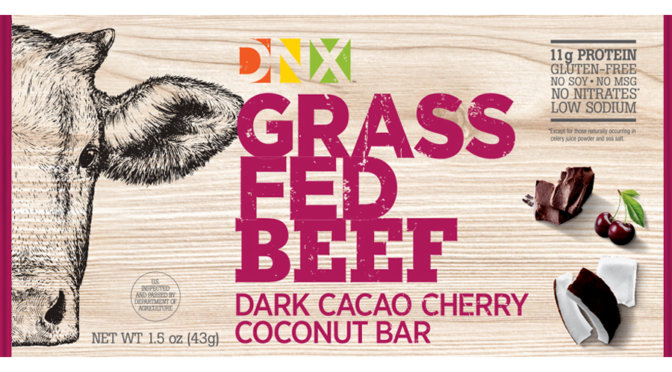 DNX
GRASS
FED
BEEF
DARK CACAO CHERRY
COCONUT BAR
11g PROTEIN
GLUTEN-FREE
NO SOY • NO MSG
NO NITRATES*
LOW SODIUM
*Except for those naturally occurring in
celery juice powder and sea salt.
U.S.
INSPECTED
AND PASSED BY
DEPARTMENT OF
AGRICULTURE
NET WT 1.5 oz (43g)